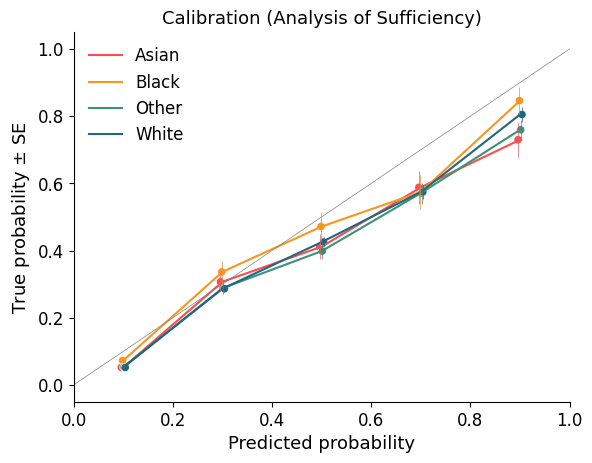 Calibration (Analysis of Sufficiency)
True probability ± SE
1.0
0.8
0.6
0.4
0.2
0.0
Asian
Black
Other
White
0.0 0.2 0.4 0.6 0.8 1.0
Predicted probability